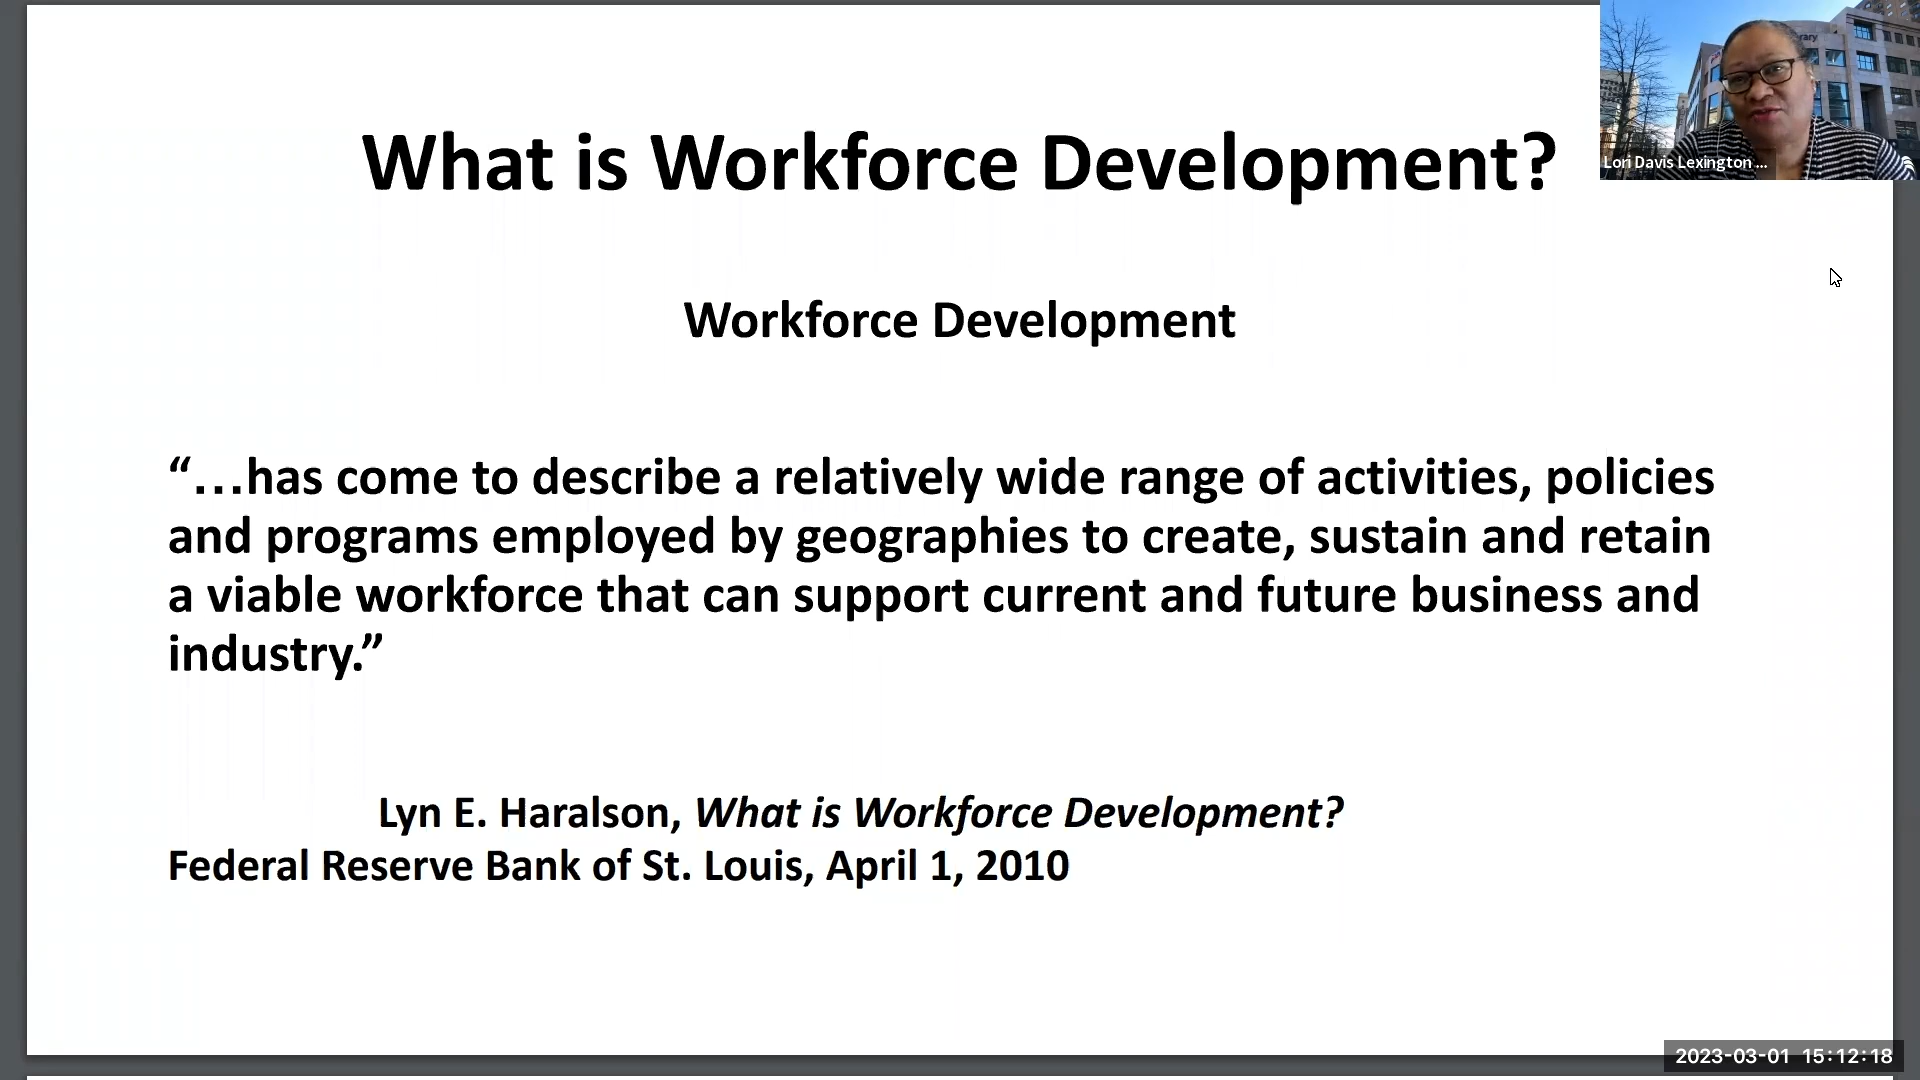 What is Workforce Development?
Lori Davis Lexington ...
Workforce Development
“...has come to describe a relatively wide range of activities, policies
and programs employed by geographies to create, sustain and retain
a viable workforce that can support current and future business and
industry.”
Lyn E. Haralson, What is Workforce Development?
Federal Reserve Bank of St. Louis, April 1, 2010
2023-03-01 15:12:18